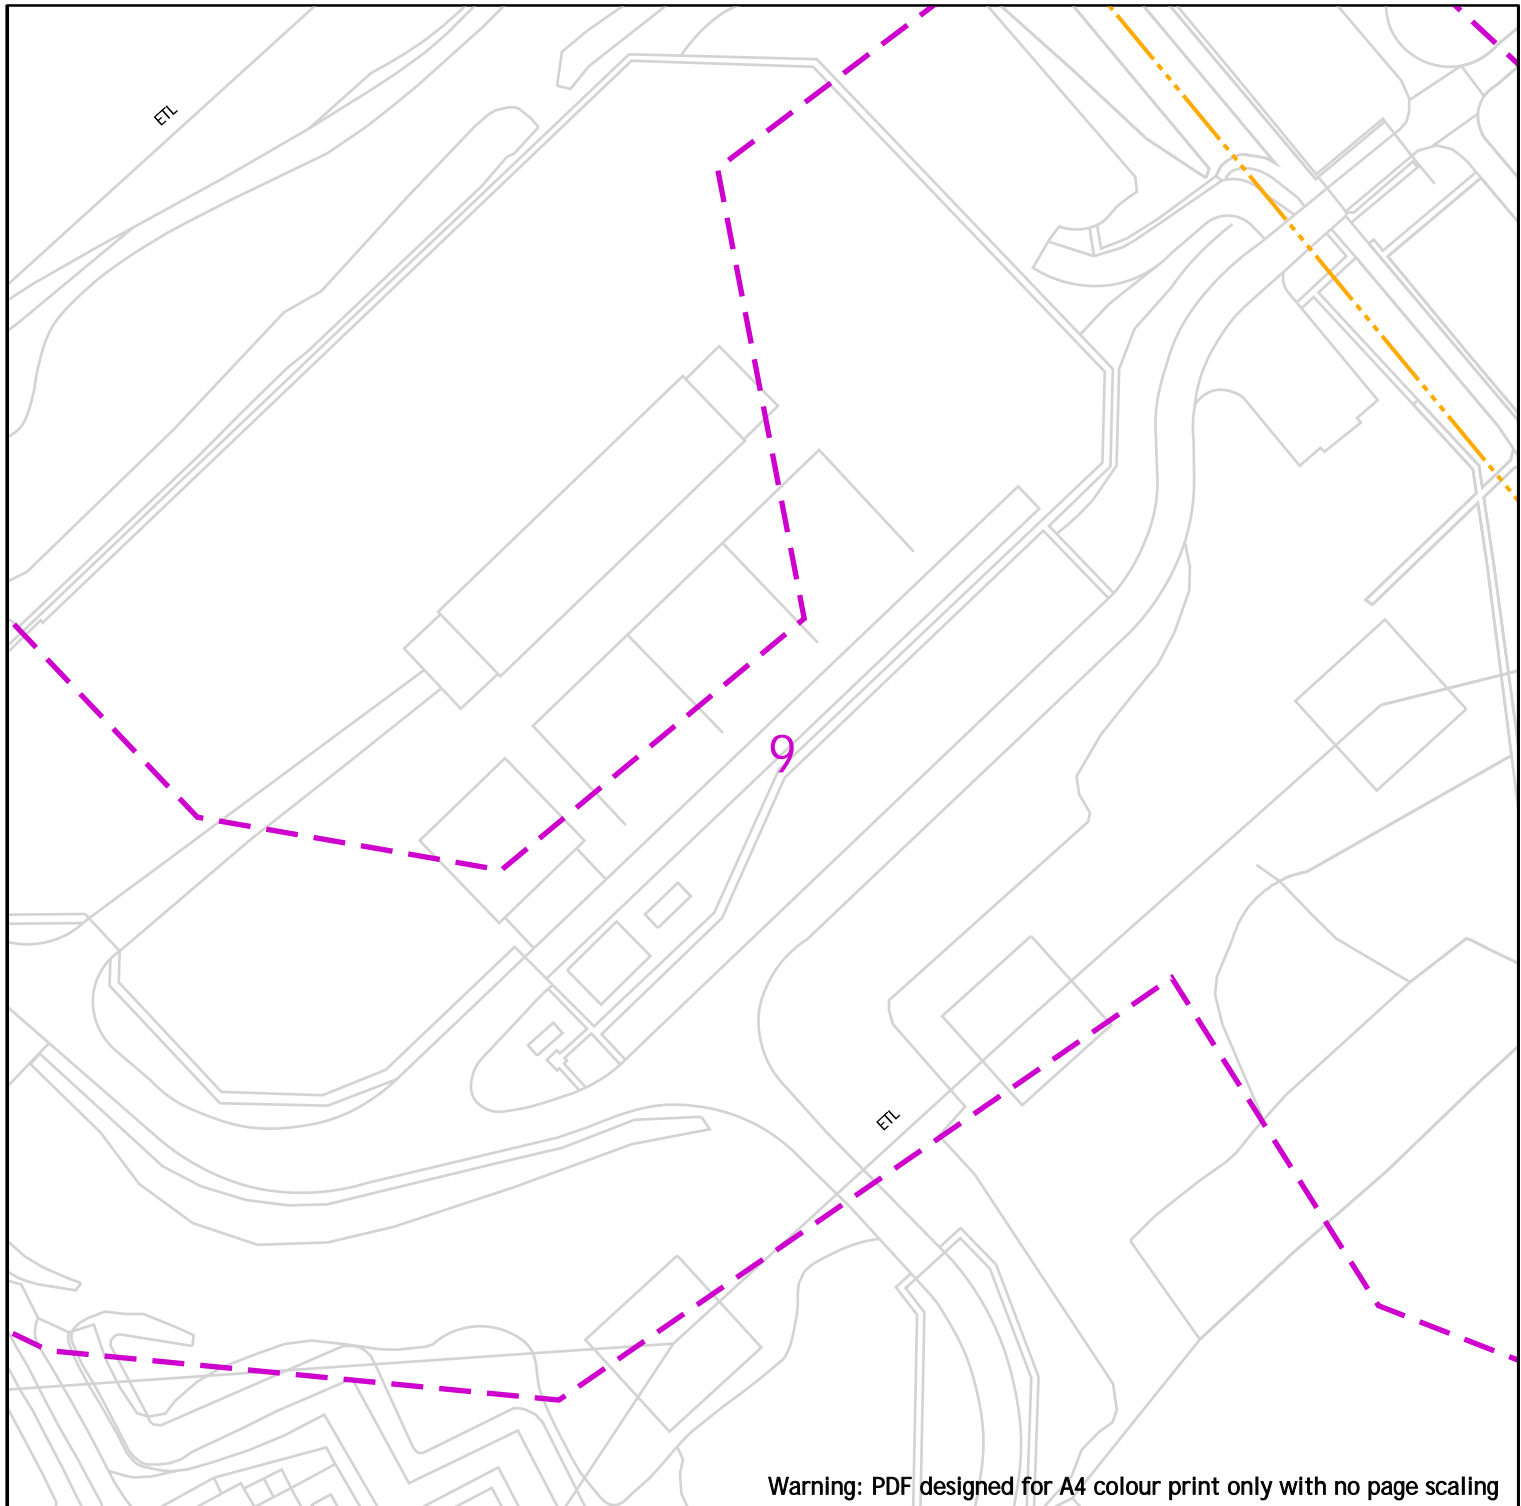 ETL
9
ETL
Warning: PDF designed for A4 colour print only with no page scaling